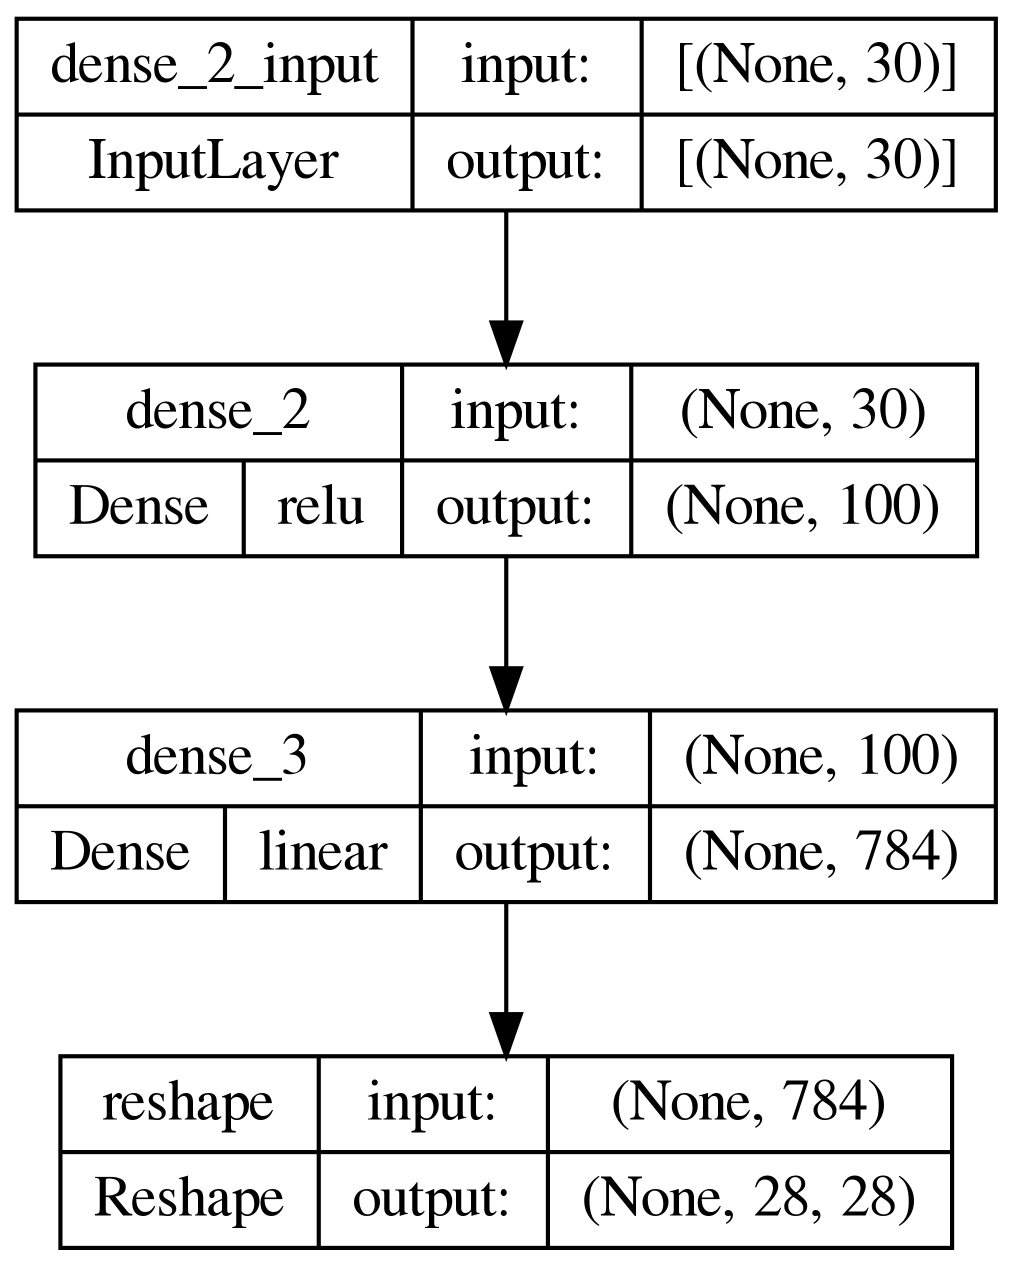 dense_2_input input: [(None, 30)]
InputLayer output: [(None, 30)]
dense_2 input: (None, 30)
Dense relu output: (None, 100)
dense_3 input: (None, 100)
Dense linear output: (None, 784)
reshape input: (None, 784)
Reshape output: (None, 28, 28)